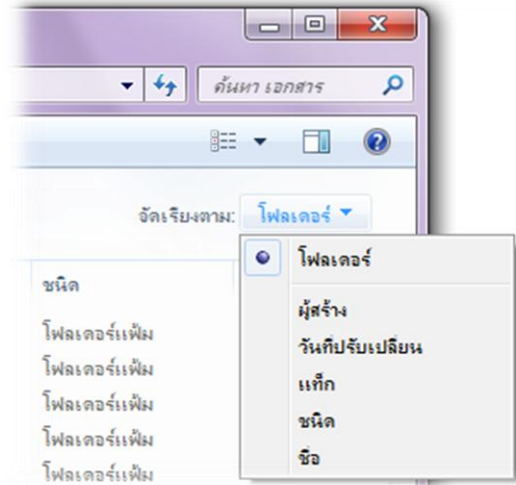 ค้นหา เอกสาร
จัดเรียงตาม: โฟลเดอร์
โฟลเดอร์
ผู้สร้าง
วันที่ปรับเปลี่ยน
แท็ก
ชนิด
ชื่อ
ชนิด
โฟลเดอร์แฟ้ม
โฟลเดอร์แฟ้ม
โฟลเดอร์แฟ้ม
โฟลเดอร์แฟ้ม
โฟลเดอร์แฟ้ม